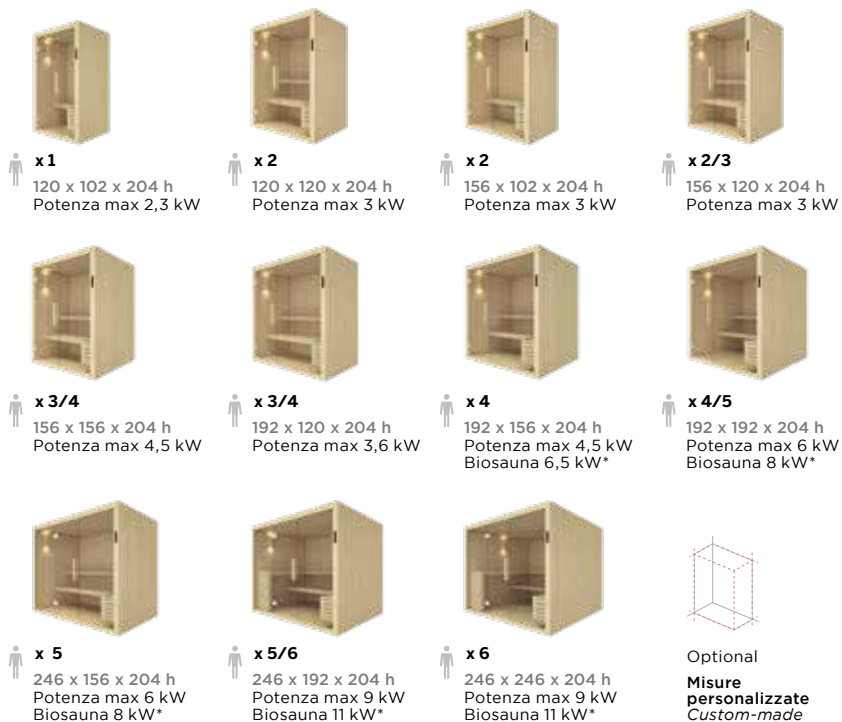 x 1
120 x 102 x 204 h
Potenza max 2,3 kW
x 2
120 x 120 x 204 h
Potenza max 3 kW
x 2
156 x 102 x 204 h
Potenza max 3 kW
x 2/3
156 x 120 x 204 h
Potenza max 3 kW
x 3/4
156 x 156 x 204 h
Potenza max 4,5 kW
x 3/4
192 x 120 x 204 h
Potenza max 3,6 kW
x 4
192 x 156 x 204 h
Potenza max 4,5 kW
Biosauna 6,5 kW*
x 4/5
192 x 192 x 204 h
Potenza max 6 kW
Biosauna 8 kW*
x 5
246 x 156 x 204 h
Potenza max 6 kW
Biosauna 8 kW*
x 5/6
246 x 192 x 204 h
Potenza max 9 kW
Biosauna 11 kW*
x 6
246 x 246 x 204 h
Potenza max 9 kW
Biosauna 11 kW*
Optional
Misure
personalizzate
Custom-made